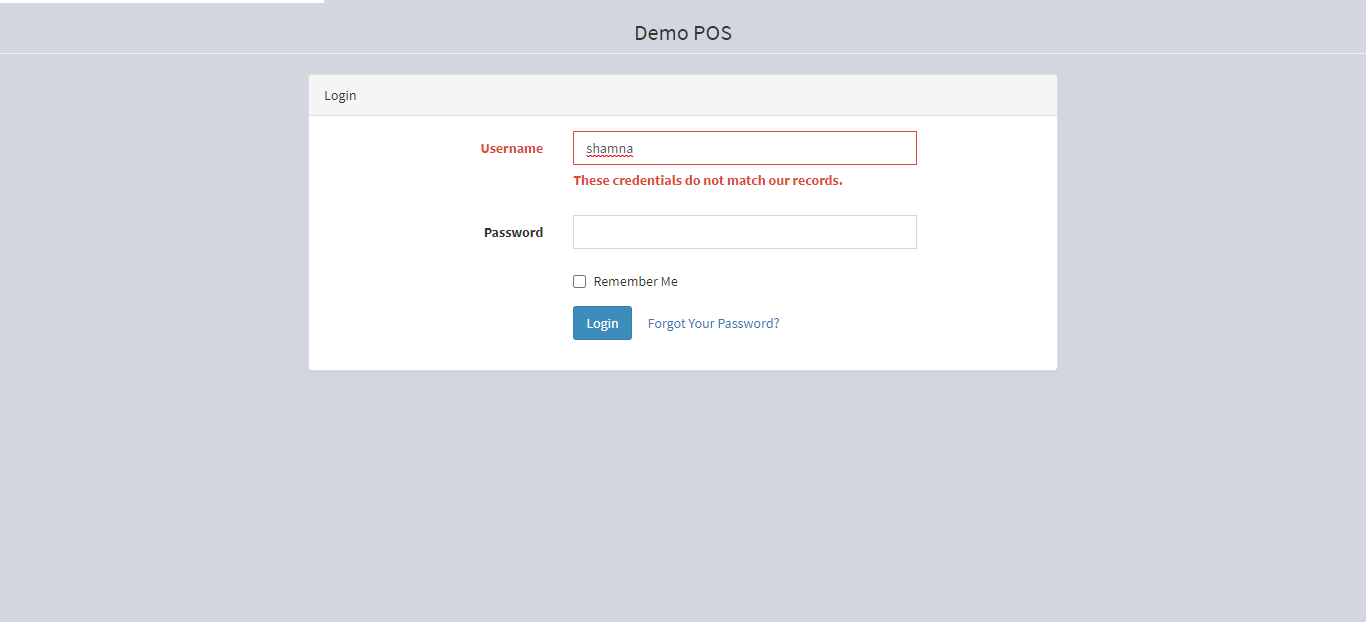 Demo POS
Login
Username
shamna
These credentials do not match our records.
Password
Remember Me
Login Forgot Your Password?